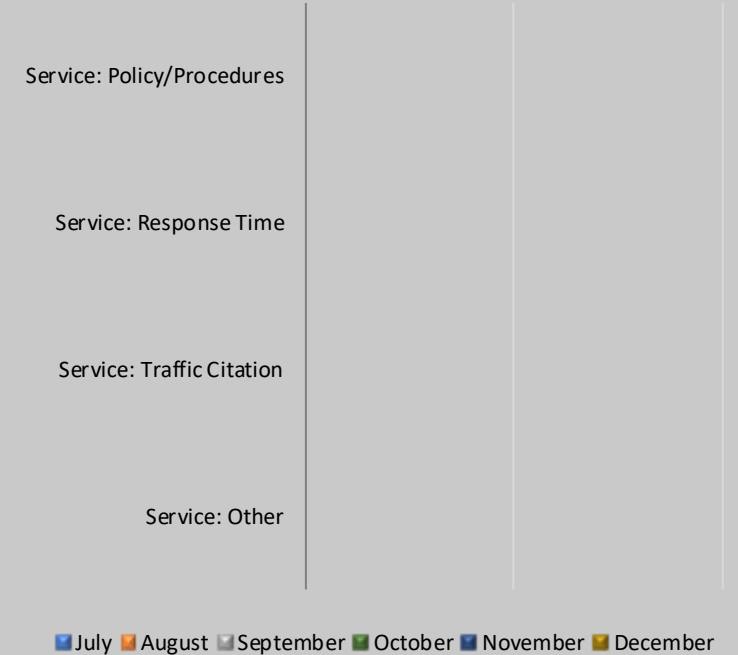 Service: Policy/Procedures
Service: Response Time
Service: Traffic Citation
Service: Other
July August September October November December